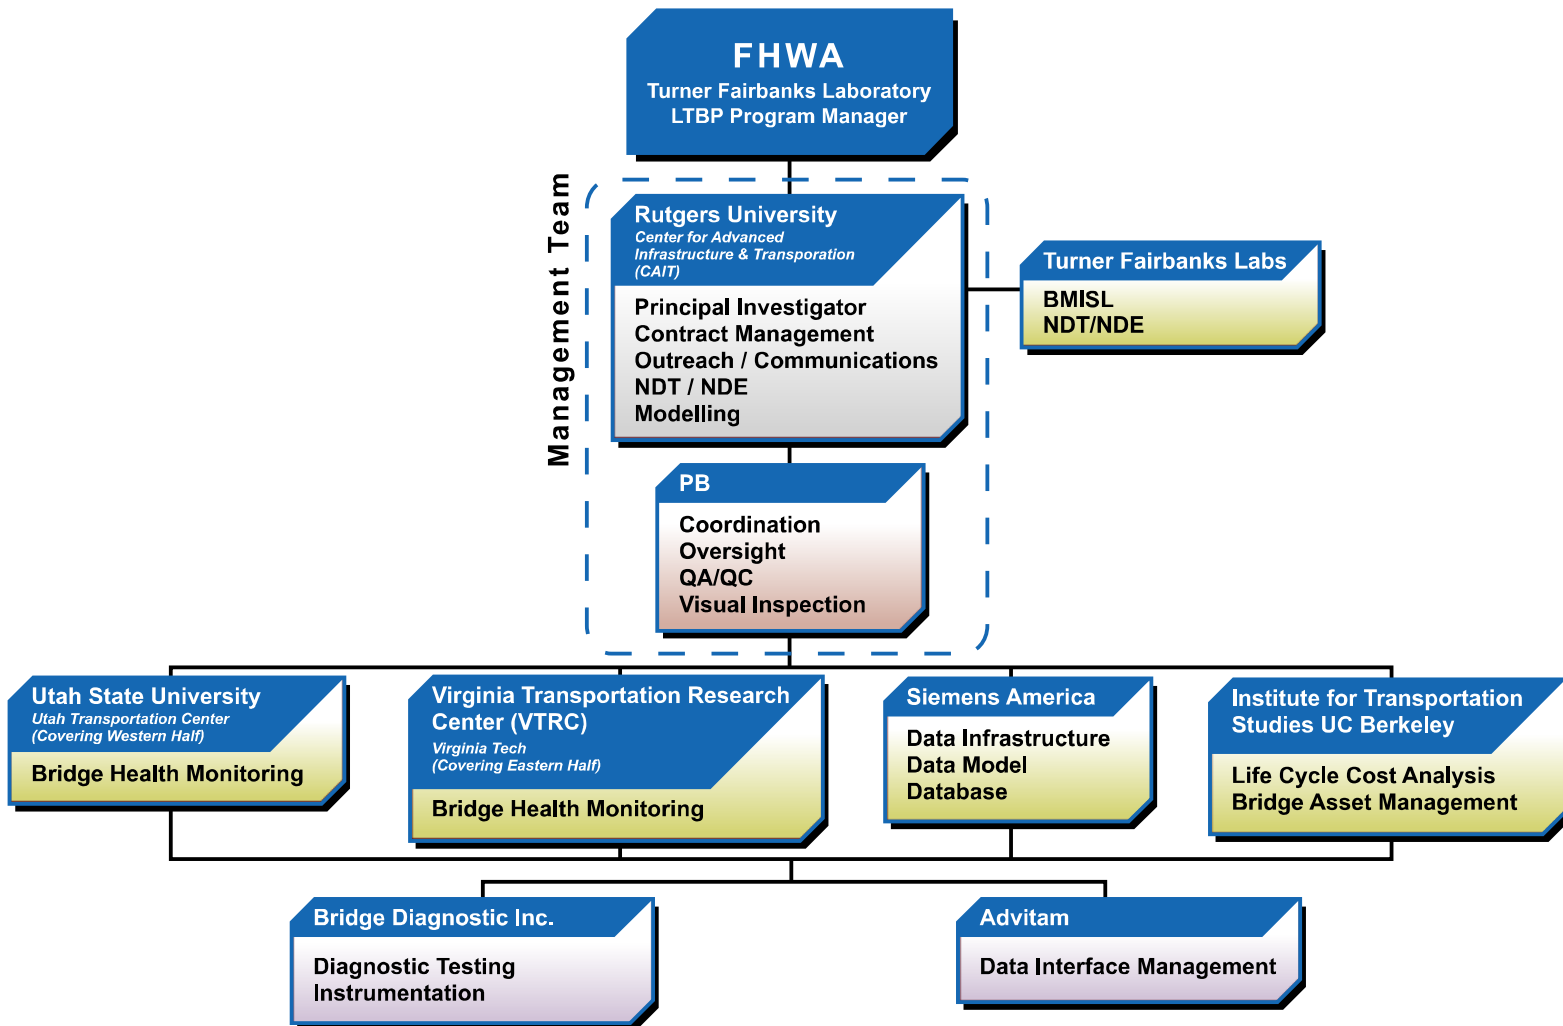 FHWA
Turner Fairbanks Laboratory
LTBP Program Manager
Management Team
Rutgers University
Center for Advanced
Infrastructure & Transporation
(CAIT)
Principal Investigator
Contract Management
Outreach / Communications
NDT / NDE
Modelling
Turner Fairbanks Labs
BMISL
NDT/NDE
PB
Coordination
Oversight
QA/QC
Visual Inspection
Utah State University
Utah Transportation Center
(Covering Western Half)
Bridge Health Monitoring
Virginia Transportation Research
Center (VTRC)
Virginia Tech
(Covering Eastern Half)
Bridge Health Monitoring
Siemens America
Data Infrastructure
Data Model
Database
Institute for Transportation
Studies UC Berkeley
Life Cycle Cost Analysis
Bridge Asset Management
Bridge Diagnostic Inc.
Diagnostic Testing
Instrumentation
Advitam
Data Interface Management